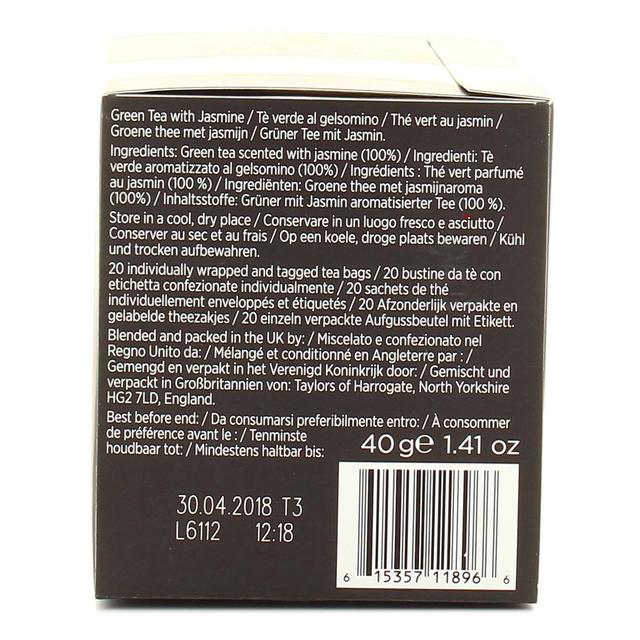 Green Tea with Jasmine / Tè verde al gelsomino / Thé vert au jasmin /
Groene thee met jasmijn / Grüner Tee mit Jasmin.
Ingredients: Green tea scented with jasmine (100%) / Ingredienti: Tè
verde aromatizzato al gelsomino (100%) / Ingrédients : Thé vert parfumé
au jasmin (100 %) / Ingrediënten: Groene thee met jasmijnaroma
(100%) / Inhaltsstoffe: Grüner mit Jasmin aromatisierter Tee (100 %).
Store in a cool, dry place / Conservare in un luogo fresco e asciutto /
Conserver au sec et au frais / Op een koele, droge plaats bewaren / Kühl
und trocken aufbewahren.
20 individually wrapped and tagged tea bags / 20 bustine da tè con
etichetta confezionate individualmente / 20 sachets de thé
individuellement enveloppés et étiquetés / 20 Afzonderlijk verpakte en
gelabelde theezakjes / 20 einzeln verpackte Aufgussbeutel mit Etikett.
Blended and packed in the UK by: / Miscelato e confezionato nel
Regno Unito da: / Mélangé et conditionné en Angleterre par : /
Gemengd en verpakt in het Verenigd Koninkrijk door: / Gemischt und
verpackt in Großbritannien von: Taylors of Harrogate, North Yorkshire
HG2 7LD, England.
Best before end: / Da consumarsi preferibilmente entro: / À consommer
de préférence avant le : / Tenminste
houdbaar tot: / Mindestens haltbar bis:
40 g℮ 1.41 oz
30.04.2018 T3
L6112 12:18
6 15357 11896 6